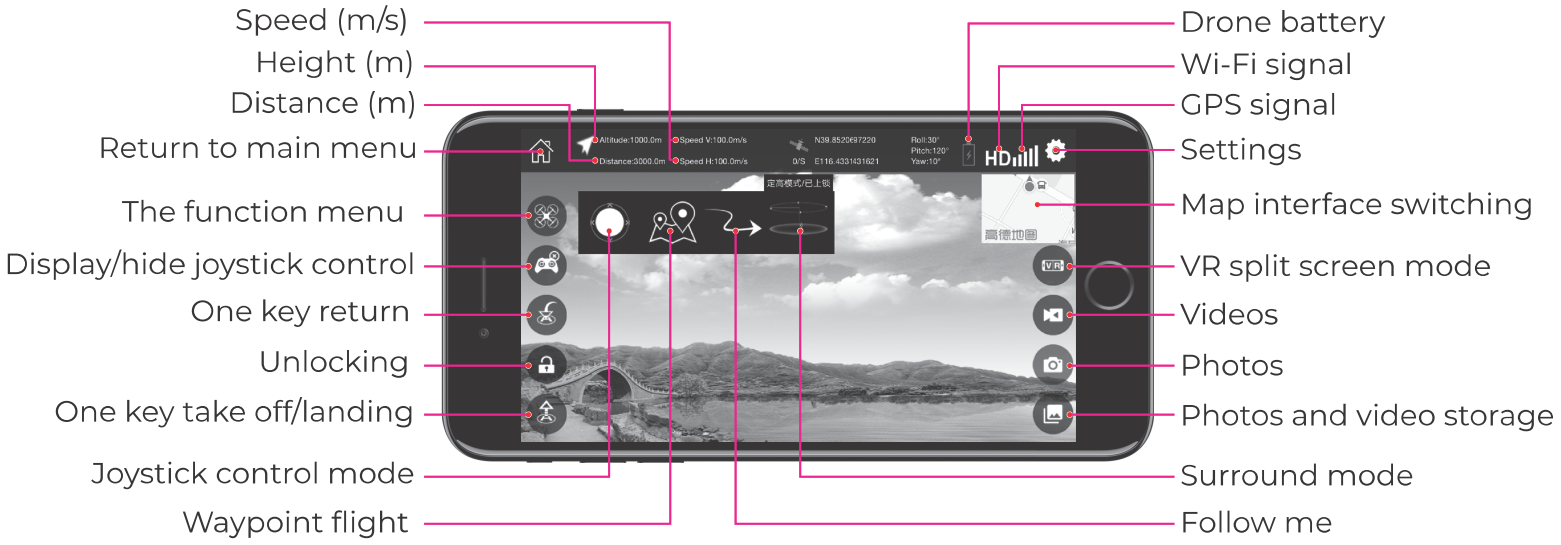 Speed (m/s)
Height (m)
Distance (m)
Return to main menu
The function menu
Display/hide joystick control
One key return
Unlocking
One key take off/landing
Joystick control mode
Waypoint flight
Altitude:1000.0m
Speed V:100.0m/s
N39.8520697220
Roll:30°
Pitch:120°
Distance:3000.0m
Speed H:100.0m/s
0/S
E116.4331431621
Yaw:10°
HD
定高模式/已上锁
高德地圖
VR
Drone battery
Wi-Fi signal
GPS signal
Settings
Map interface switching
VR split screen mode
Videos
Photos
Photos and video storage
Surround mode
Follow me